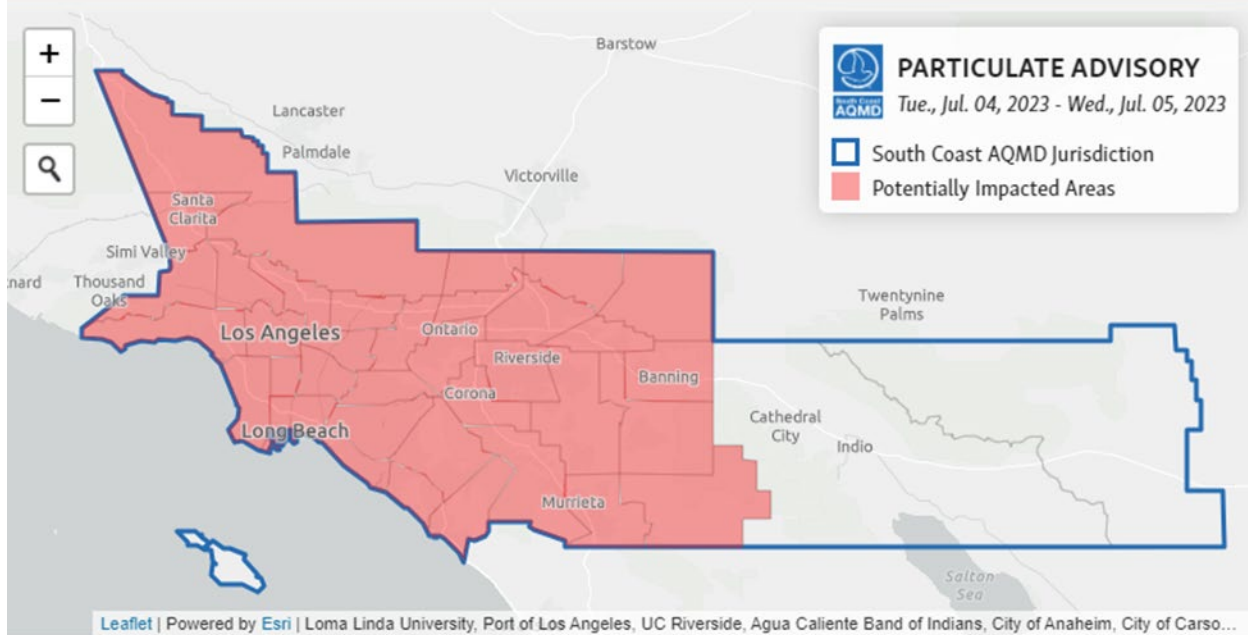 +
−
Barstow
Lancaster
Palmdale
Victorville
Santa
Clarita
Simi Valley
nard
Thousand
Oaks
Los Angeles
Ontario
Riverside
Banning
Corona
Long Beach
Murrieta
Twentynine
Palms
Cathedral
City
Indio
Salton
Sea
South Coast
AQMD
PARTICULATE ADVISORY
Tue., Jul. 04, 2023 - Wed., Jul. 05, 2023
South Coast AQMD Jurisdiction
Potentially Impacted Areas
Leaflet | Powered by Esri | Loma Linda University, Port of Los Angeles, UC Riverside, Agua Caliente Band of Indians, City of Anaheim, City of Carso...